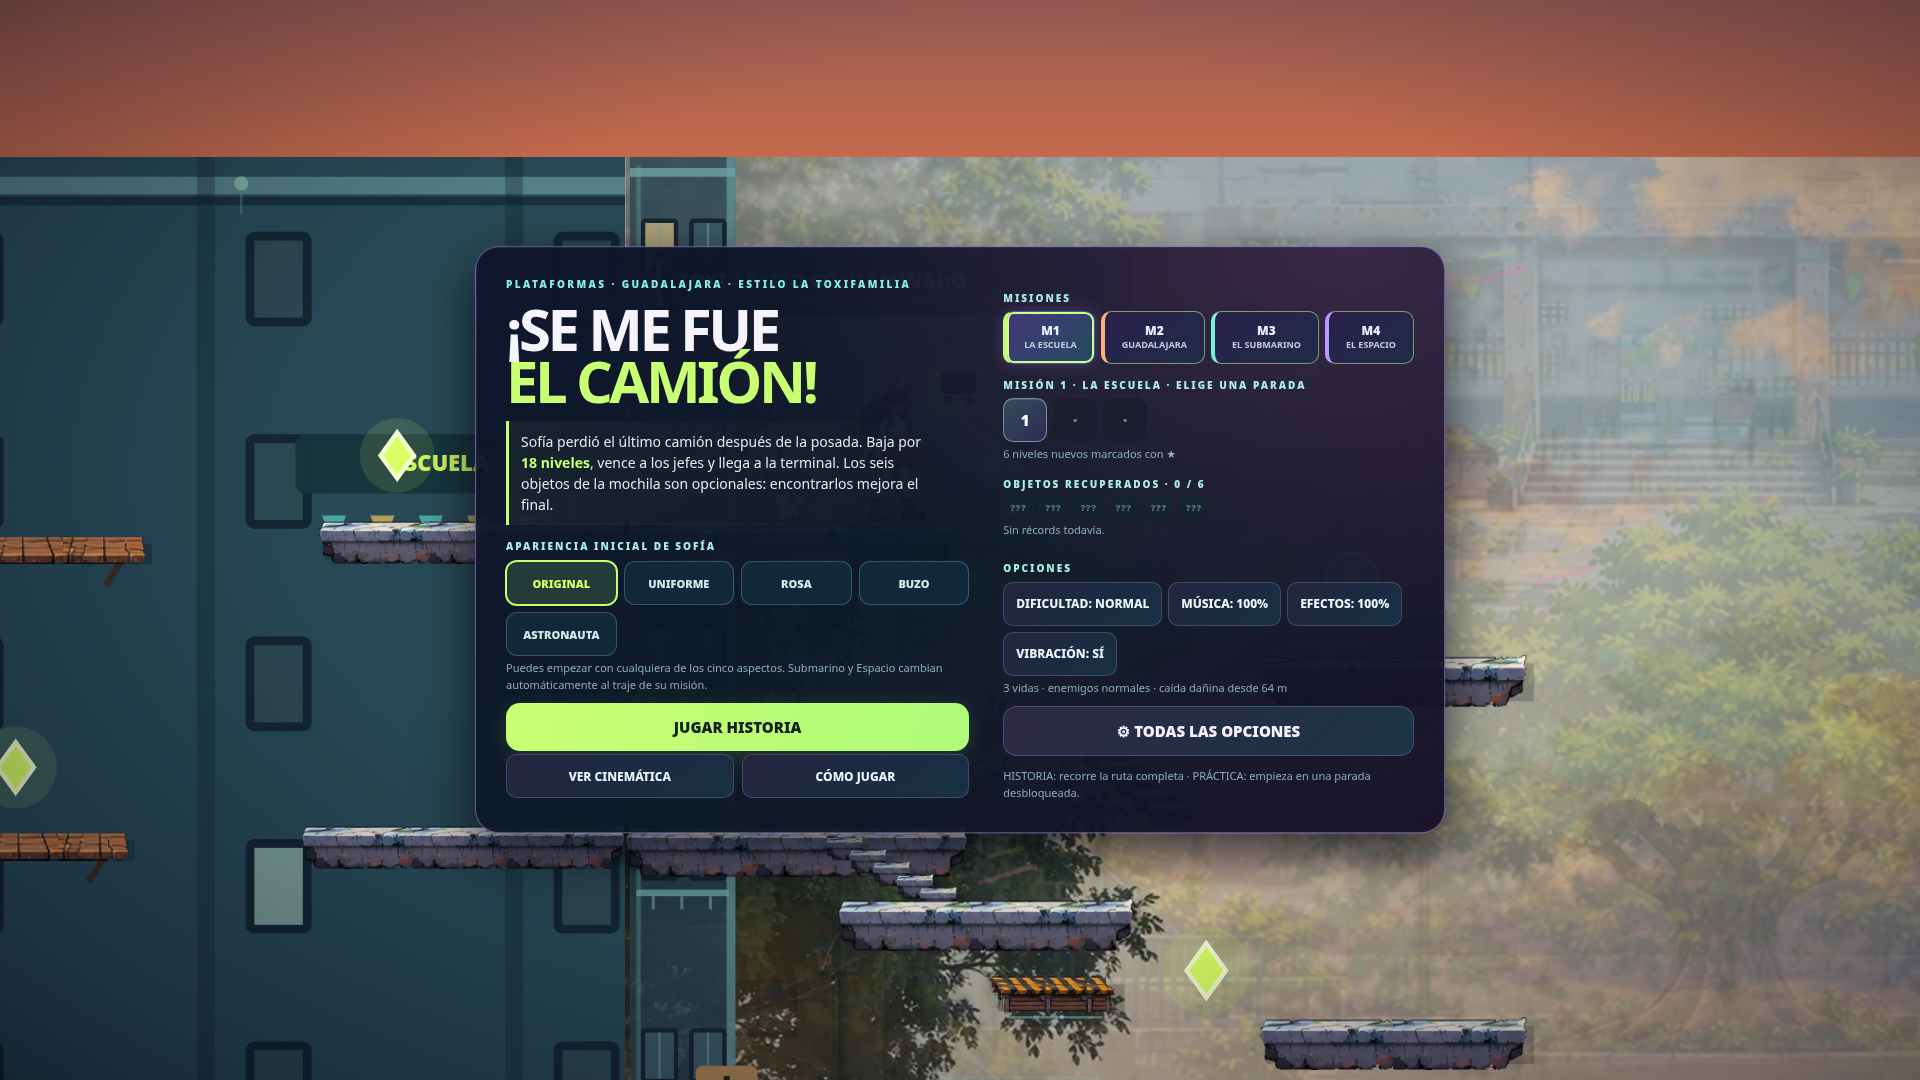 PLATAFORMAS · GUADALAJARA · ESTILO LA TOXIFAMILIA
¡SE ME FUE
EL CAMIÓN!
Sofía perdió el último camión después de la posada. Baja por
18 niveles, vence a los jefes y llega a la terminal. Los seis
objetos de la mochila son opcionales: encontrarlos mejora el
final.
APARIENCIA INICIAL DE SOFÍA
ORIGINAL
UNIFORME
ROSA
BUZO
ASTRONAUTA
Puedes empezar con cualquiera de los cinco aspectos. Submarino y Espacio cambian
automáticamente al traje de su misión.
JUGAR HISTORIA
VER CINEMÁTICA
CÓMO JUGAR
MISIONES
M1
LA ESCUELA
M2
GUADALAJARA
M3
EL SUBMARINO
M4
EL ESPACIO
MISIÓN 1 · LA ESCUELA · ELIGE UNA PARADA
1
·
·
6 niveles nuevos marcados con ★
OBJETOS RECUPERADOS · 0 / 6
??? ??? ??? ??? ??? ???
Sin récords todavía.
OPCIONES
DIFICULTAD: NORMAL
MÚSICA: 100%
EFECTOS: 100%
VIBRACIÓN: SÍ
3 vidas · enemigos normales · caída dañina desde 64 m
⚙ TODAS LAS OPCIONES
HISTORIA: recorre la ruta completa · PRÁCTICA: empieza en una parada
desbloqueada.
SCUELA